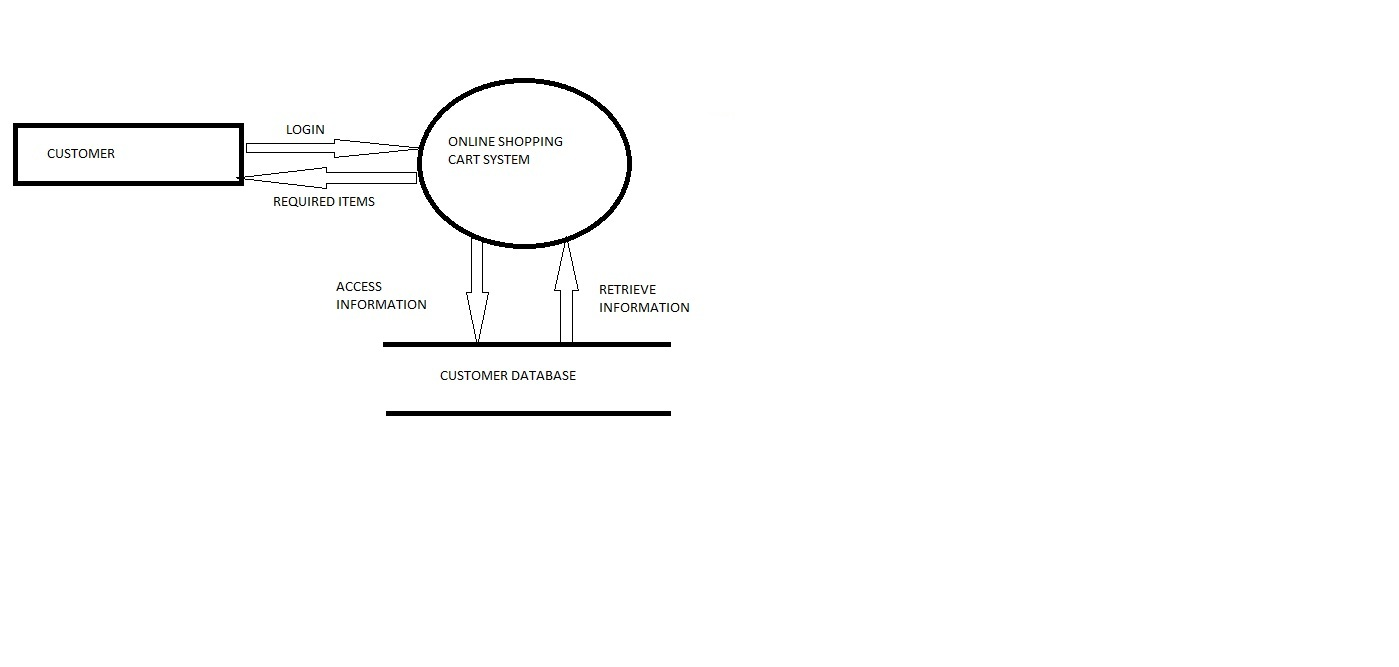 LOGIN
CUSTOMER
ONLINE SHOPPING
CART SYSTEM
REQUIRED ITEMS
ACCESS
INFORMATION
RETRIEVE
INFORMATION
CUSTOMER DATABASE